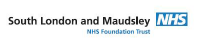 South London and Maudsley NHS
NHS Foundation Trust